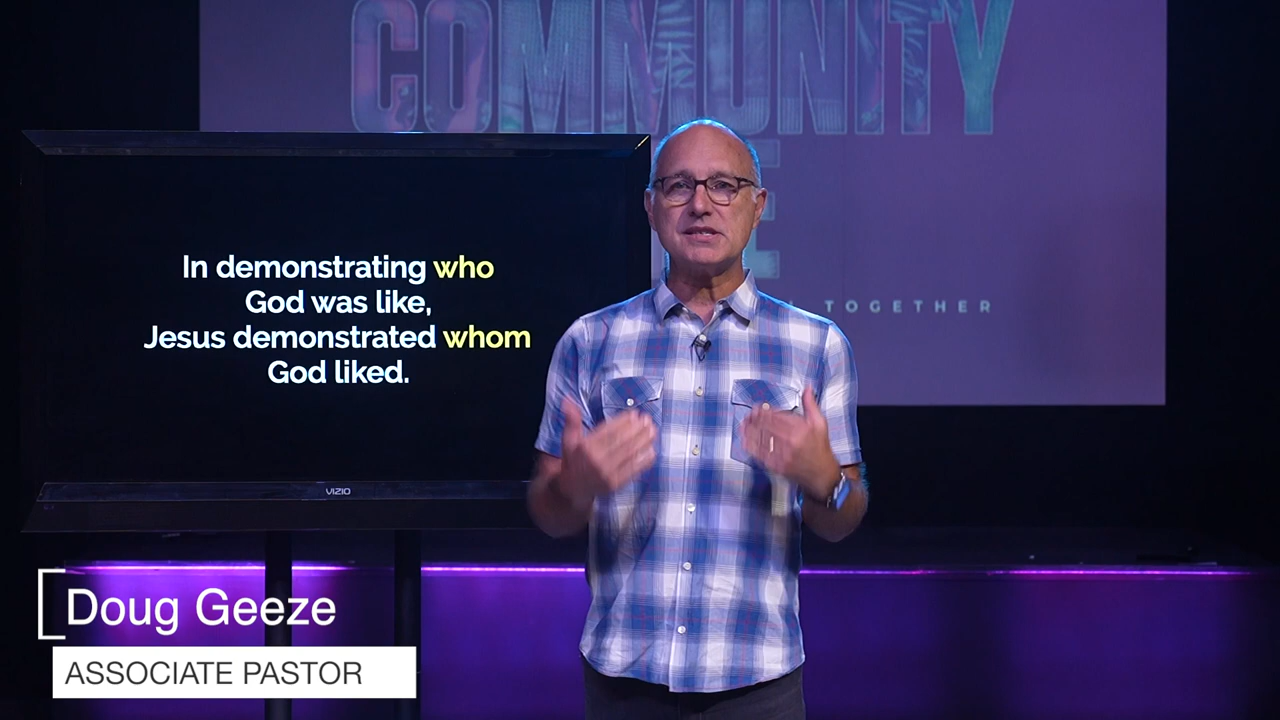 COMMUNITY
In demonstrating who
God was like,
Jesus demonstrated whom
God liked.
TOGETHER
VIZIO
Doug Geeze
ASSOCIATE PASTOR